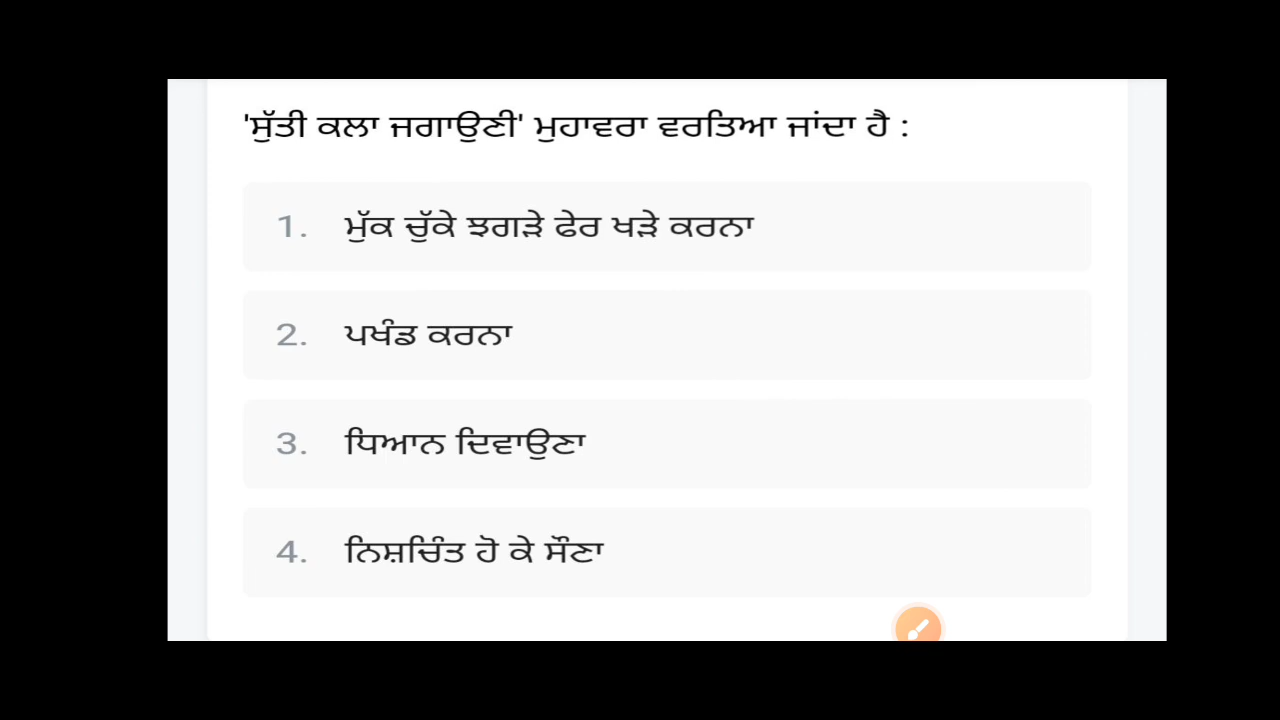 'ਸੁੱਤੀ ਕਲਾ ਜਗਾਉਣੀ' ਮੁਹਾਵਰਾ ਵਰਤਿਆ ਜਾਂਦਾ ਹੈ :
1. ਮੁੱਕ ਚੁੱਕੇ ਝਗੜੇ ਫੇਰ ਖੜੇ ਕਰਨਾ
2. ਪਖੰਡ ਕਰਨਾ
3. ਧਿਆਨ ਦਿਵਾਉਣਾ
4. ਨਿਸ਼ਚਿੰਤ ਹੋ ਕੇ ਸੌਣਾ